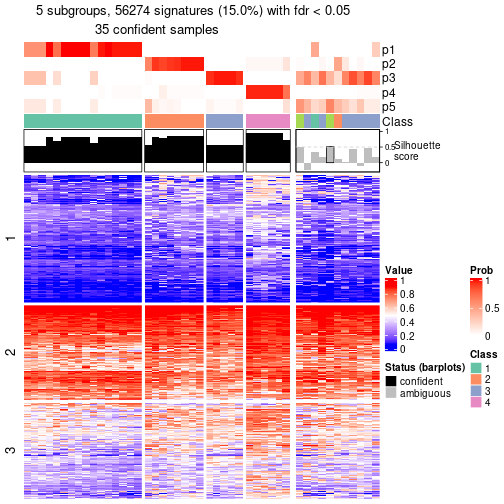 5 subgroups, 56274 signatures (15.0%) with fdr < 0.05
35 confident samples
p1
p2
p3
p4
p5
Class
1
0.5
0
Silhouette
score
1
2
3
Value
1
0.8
0.6
0.4
0.2
0
Prob
1
0.5
0
Status (barplots)
confident
ambiguous
Class
1
2
3
4